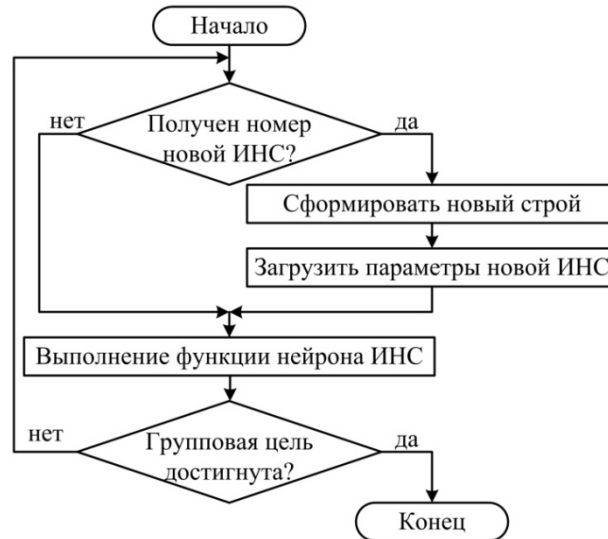 Начало
нет
Получен номер
новой ИНС?
да
Сформировать новый строй
Загрузить параметры новой ИНС
Выполнение функции нейрона ИНС
нет
Групповая цель
достигнута?
да
Конец